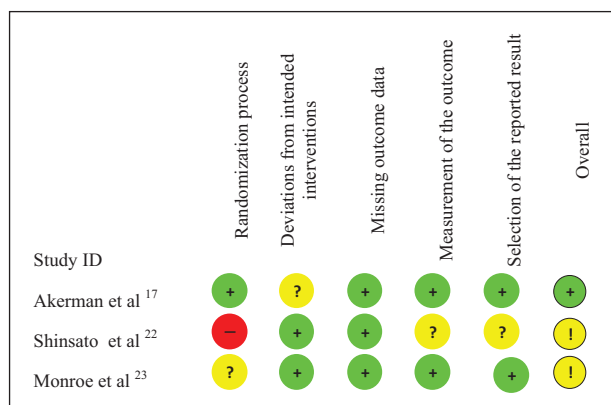 Randomization process
Deviations from intended
interventions
Missing outcome data
Measurement of the outcome
Selection of the reported result
Overall
Study ID
Akerman et al 17 + ? + + + +
Shinsato et al 22 – + + ? ? !
Monroe et al 23 ? + + + + !